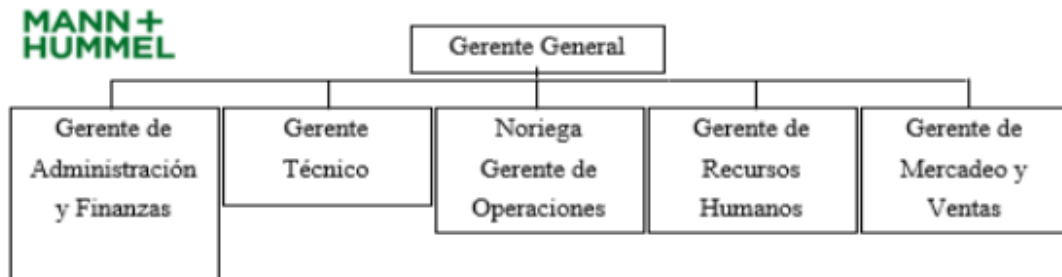 MANN+
HUMMEL
Gerente General
Gerente de
Administración
y Finanzas
Gerente
Técnico
Noriega
Gerente de
Operaciones
Gerente de
Recursos
Humanos
Gerente de
Mercadeo y
Ventas